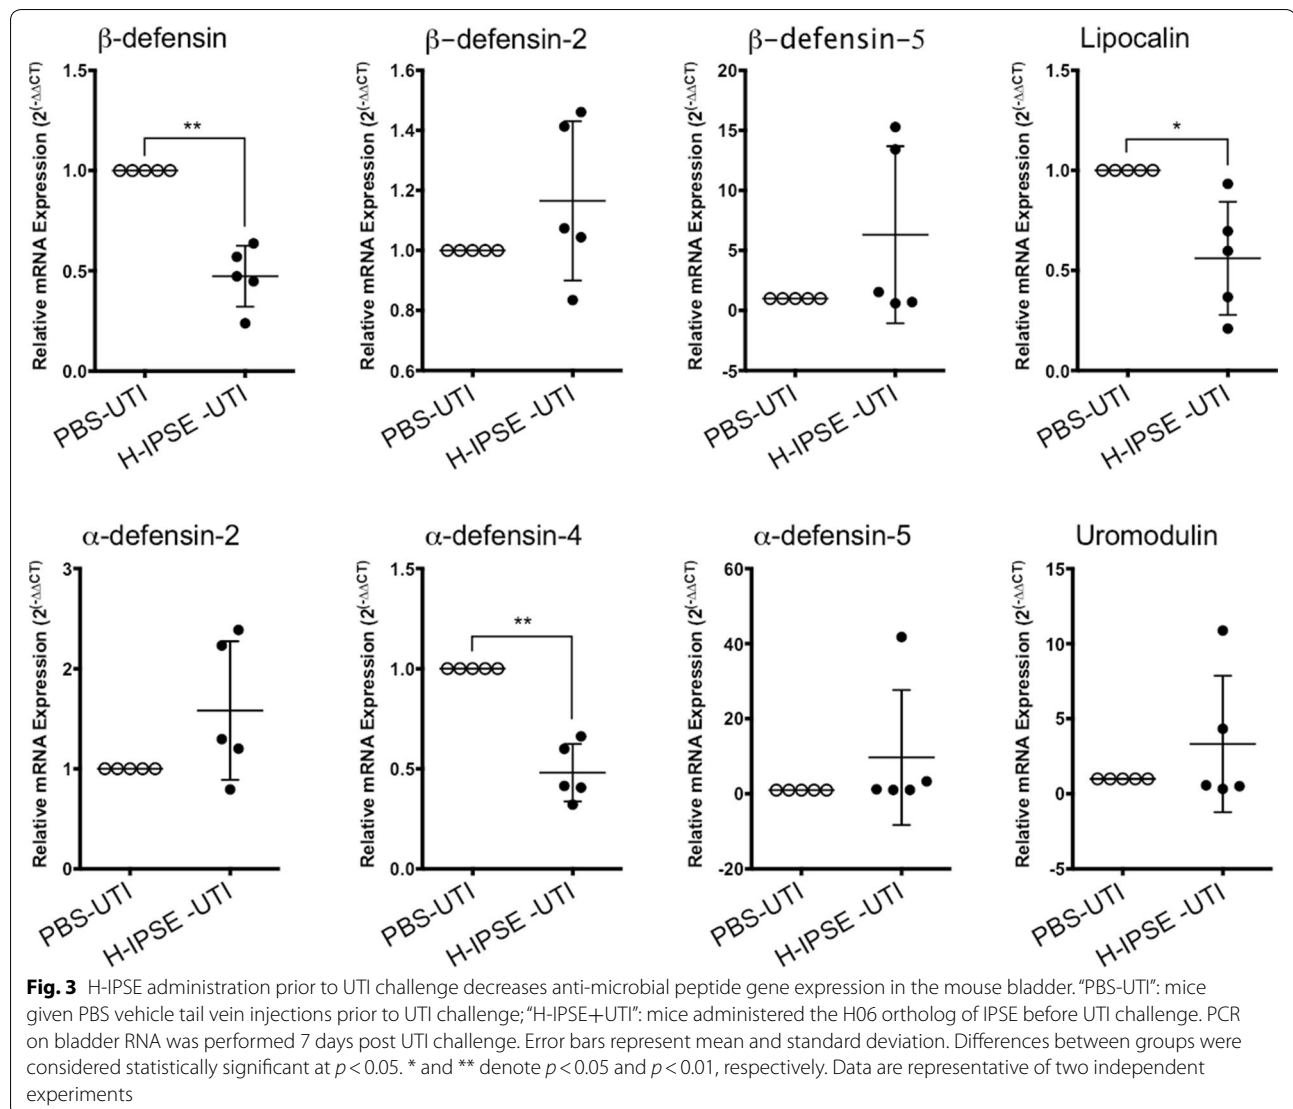 β-defensin
Relative mRNA Expression (2(-ΔΔCT)
1.5
1.0
0.5
0.0
**
PBS-UTI
H-IPSE -UTI
β-defensin-2
Relative mRNA Expression (2(-ΔΔCT)
1.6
1.4
1.2
1.0
0.8
0.6
PBS-UTI
H-IPSE -UTI
β-defensin-5
Relative mRNA Expression (2(-ΔΔCT)
20
15
10
5
0
-5
PBS-UTI
H-IPSE -UTI
Lipocalin
Relative mRNA Expression (2(-ΔΔCT)
1.5
1.0
0.5
0.0
*
PBS-UTI
H-IPSE -UTI
α-defensin-2
Relative mRNA Expression (2(-ΔΔCT)
3
2
1
0
PBS-UTI
H-IPSE -UTI
α-defensin-4
Relative mRNA Expression (2(-ΔΔCT)
1.5
1.0
0.5
0.0
**
PBS-UTI
H-IPSE -UTI
α-defensin-5
Relative mRNA Expression (2(-ΔΔCT)
60
40
20
0
-20
PBS-UTI
H-IPSE -UTI
Uromodulin
Relative mRNA Expression (2(-ΔΔCT)
15
10
5
0
-5
PBS-UTI
H-IPSE -UTI
Fig. 3 H-IPSE administration prior to UTI challenge decreases anti-microbial peptide gene expression in the mouse bladder. “PBS-UTI”: mice
given PBS vehicle tail vein injections prior to UTI challenge; “H-IPSE+UTI”: mice administered the H06 ortholog of IPSE before UTI challenge. PCR
on bladder RNA was performed 7 days post UTI challenge. Error bars represent mean and standard deviation. Differences between groups were
considered statistically significant at p < 0.05. * and ** denote p < 0.05 and p < 0.01, respectively. Data are representative of two independent
experiments